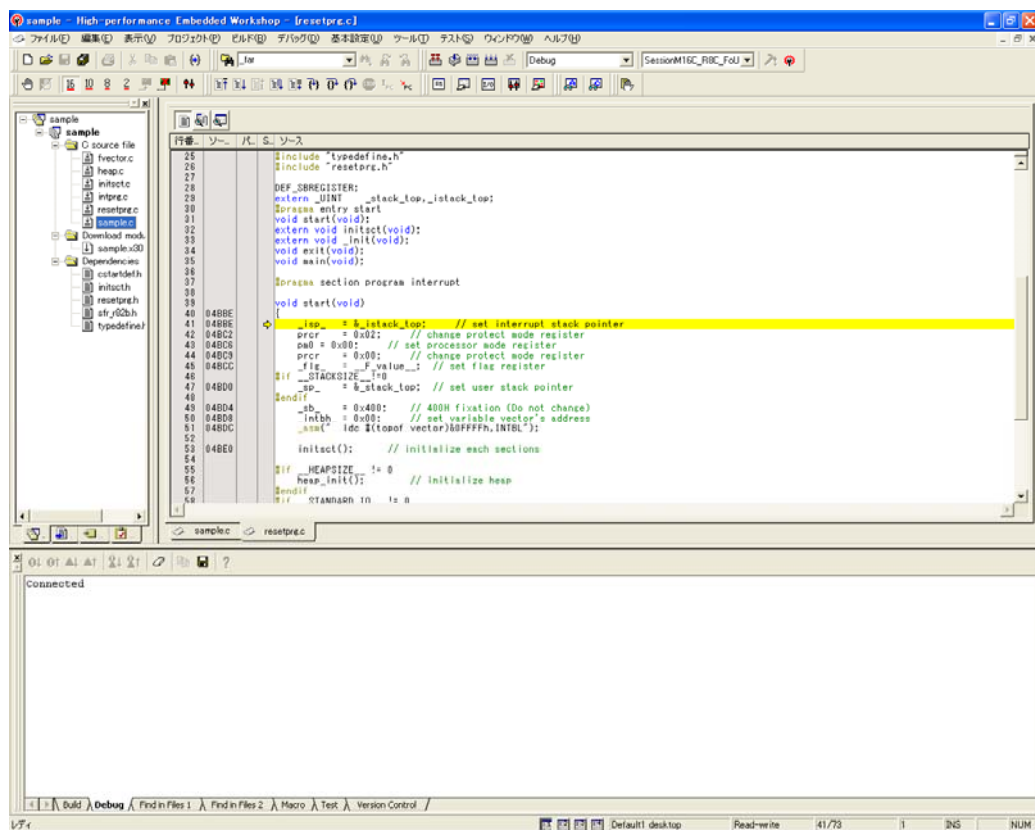 sample - High-performance Embedded Workshop - [resetprg.c]
ファイル(F) 編集(E) 表示(V) プロジェクト(P) ビルド(B) デバッグ(D) 基本設定(U) ツール(T) テスト(S) ウィンドウ(W) ヘルプ(H)
_far
Debug
SessionM16C_R8C_FoU
16 10 8 2
sample
sample
C source file
fvector.c
heap.c
initsct.c
intprg.c
resetprg.c
sample.c
Download mod
sample.x30
Dependencies
cstartdef.h
initscth
resetprg.h
sfr_r82b.h
typedefine.h
行番... ソー... パ.. S.. ソース
25 #include "typedefine.h"
26 #include "resetprg.h"
27
28 DEF_SBREGISTER;
29 extern _UINT _stack_top,_istack_top;
30 #pragma entry start
31 void start(void);
32 extern void initsct(void);
33 extern void _init(void);
34 void exit(void);
35 void main(void);
36
37 #pragma section program interrupt
38
39 void start(void)
40 04BBE {
41 04BBE _isp_ = &_istack_top; // set interrupt stack pointer
42 04BC2 prcr = 0x02; // change protect mode register
43 04BC6 pm0 = 0x00; // set processor mode register
44 04BC9 prcr = 0x00; // change protect mode register
45 04BCC _flg_ = __F_value__; // set flag register
46 #if __STACKSIZE__!=0
47 04BD0 _sp_ = &_stack_top; // set user stack pointer
48 #endif
49 04BD4 _sb_ = 0x400; // 400H fixation (Do not change)
50 04BD8 _intbh = 0x00; // set variable vector's address
51 04BDC _asm(" ldc #(topof vector)&0FFFFh,INTBL");
52
53 04BE0 initsct(); // initialize each sections
54
55 #if __HEAPSIZE__ != 0
56 heap_init(); // initialize heap
57 #endif
58 #if __STANDARD_IO__ != 0
sample.c resetprg.c
Connected
Build Debug Find in Files 1 Find in Files 2 Macro Test Version Control
レディ Default1 desktop Read-write 41/73 1 INS NUM